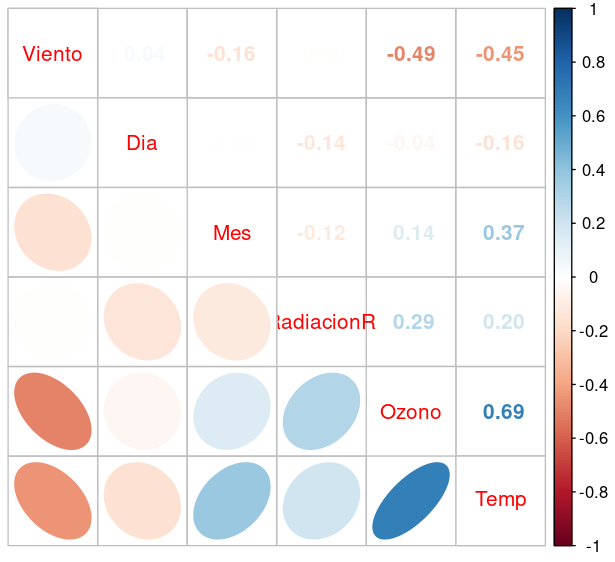 Viento 0.04 -0.16 -0.49 -0.45
Dia -0.14 -0.04 -0.16
Mes -0.12 0.14 0.37
RadiacionR 0.29 0.20
Ozono 0.69
Temp
1
0.8
0.6
0.4
0.2
0
-0.2
-0.4
-0.6
-0.8
-1